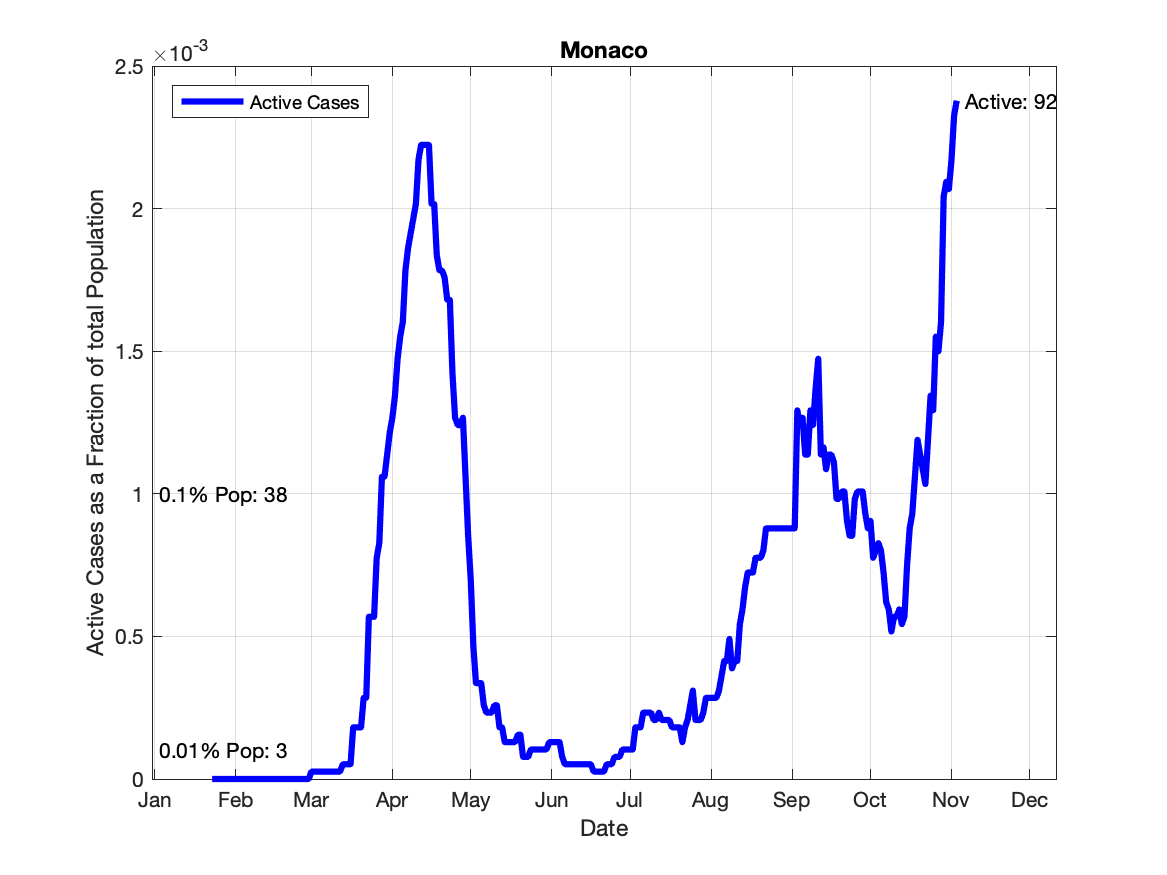 Monaco
×10-3
2.5
2
1.5
1
0.5
0
Active Cases
Active: 92
0.1% Pop: 38
0.01% Pop: 3
Active Cases as a Fraction of total Population
Jan Feb Mar Apr May Jun Jul Aug Sep Oct Nov Dec
Date